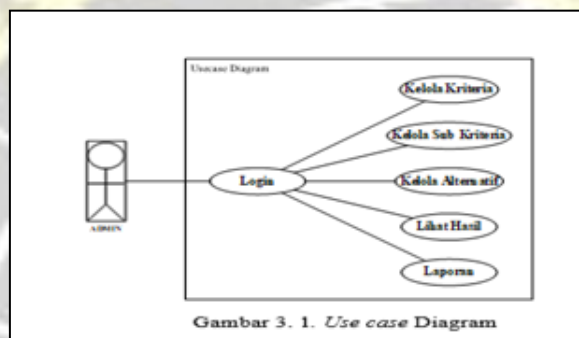 Usecase Diagram
Kelola Kriteria
Kelola Sub Kriteria
Login
Kelola Alternatif
ADMIN
Lihat Hasil
Laporan
Gambar 3. 1. Use case Diagram